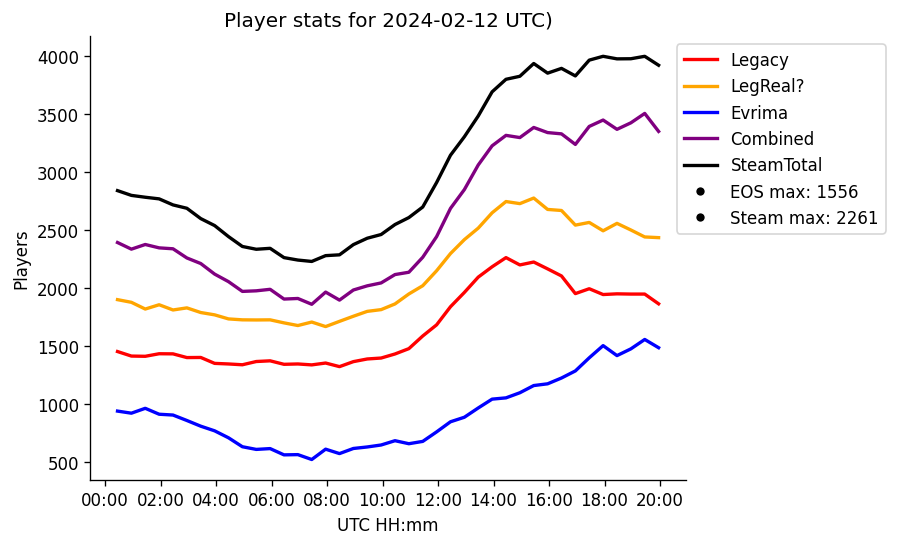 Player stats for 2024-02-12 UTC)
4000
3500
3000
2500
2000
1500
1000
500
Players
00:00 02:00 04:00 06:00 08:00 10:00 12:00 14:00 16:00 18:00 20:00
UTC HH:mm
Legacy
LegReal?
Evrima
Combined
SteamTotal
EOS max: 1556
Steam max: 2261